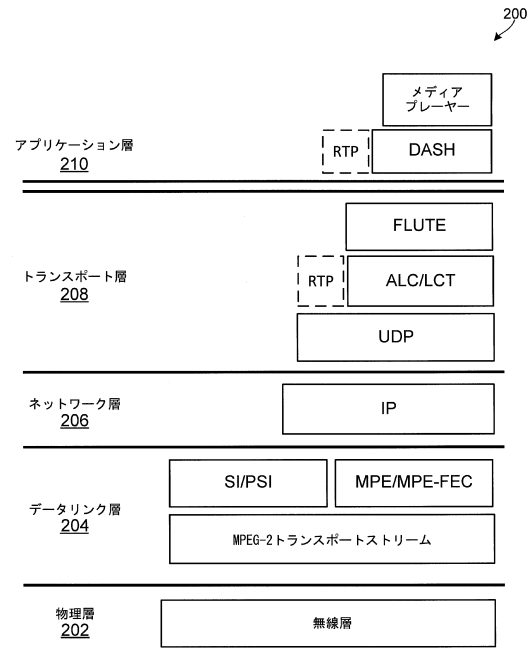 200
メディア
プレーヤー
アプリケーション層
210
RTP
DASH
FLUTE
トランスポート層
208
RTP
ALC/LCT
UDP
ネットワーク層
206
IP
SI/PSI
MPE/MPE-FEC
データリンク層
204
MPEG-2トランスポートストリーム
物理層
202
無線層